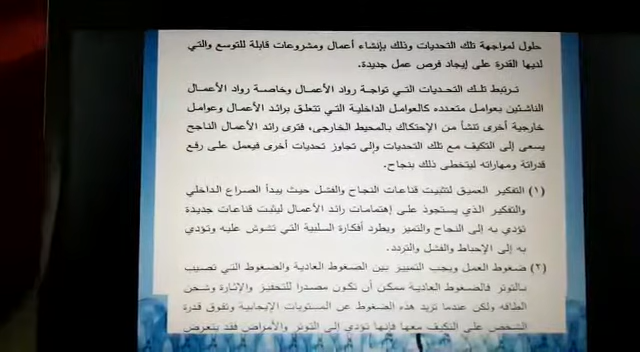 حلول لمواجهة تلك التحديات وذلك بإنشاء أعمال ومشروعات قابلة للتوسع والتي
لديها القدرة على إيجاد فرص عمل جديدة.
ترتبط تلك التحديات التي تواجة رواد الأعمال وخاصة رواد الأعمال
الناشئين بعوامل متعدده كالعوامل الداخلية التي تتعلق برائد الأعمال وعوامل
خارجية أخرى تنشأ من الإحتكاك بالمحيط الخارجى، فترى رائد الأعمال الناجح
يسعى إلى التكيف مع تلك التحديات وإلى تجاوز تحديات أخرى فيعمل على رفع
قدراتة ومهاراته ليتخطى ذلك بنجاح.
(١) التفكير العميق لتثبيت قناعات النجاح والفشل حيث يبدأ الصراع الداخلي
والتفكير الذي يستحوذ على إهتمامات رائد الأعمال ليثبت قناعات جديدة
تؤدي به إلى النجاح والتميز ويطرد أفكارة السلبية التي تشوش عليه وتؤدي
به إلى الإحباط والفشل والتردد.
(٢) ضغوط العمل ويجب التمييز بين الضغوط العادية والضغوط التي تصيب
بالتوتر فالضغوط العادية ممكن أن تكون مصدرا للتحفيز والإثارة وشحن
الطاقه ولكن عندما تزيد هذه الضغوط عن المستويات الإيجابية وتفوق قدرة
الشخص على التكيف معها فإنها تؤدي إلى التوتر والأمراض فقد يتعرض